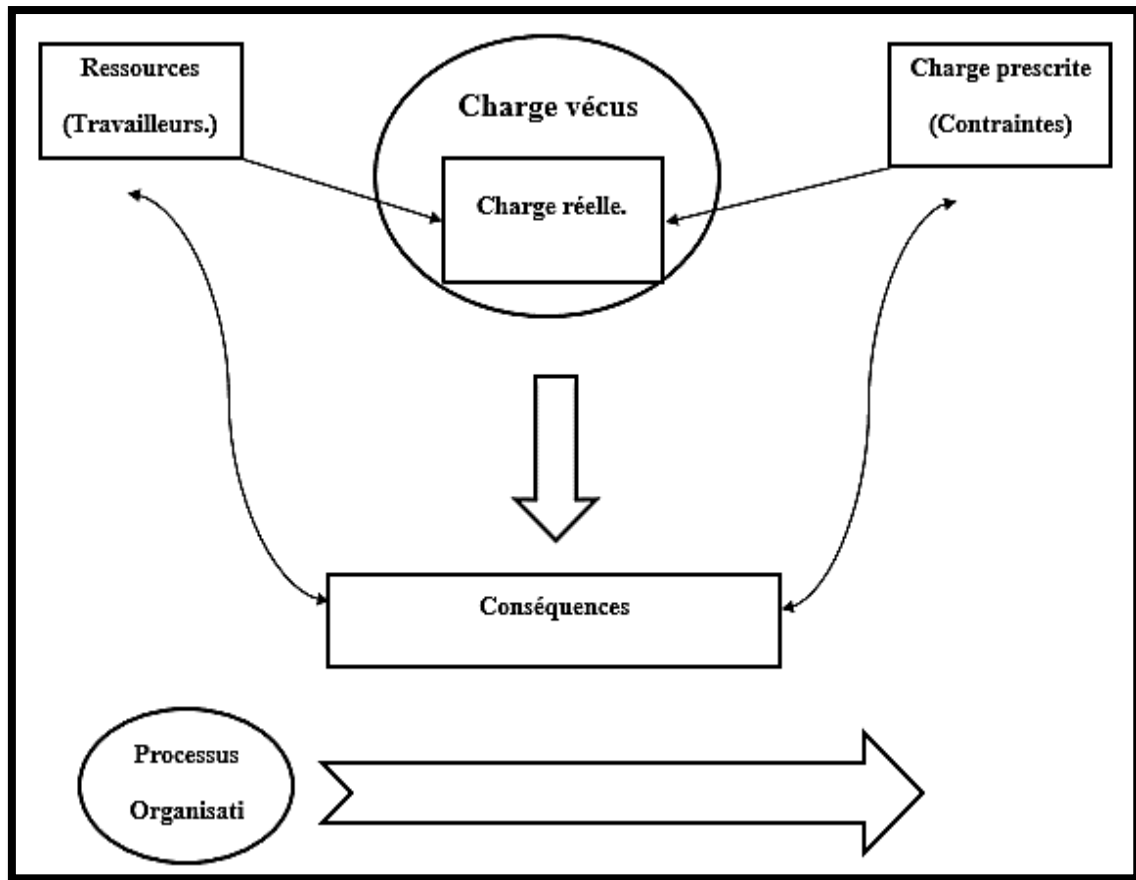 Ressources
(Travailleurs.)
Charge vécus
Charge réelle.
Charge prescrite
(Contraintes)
Conséquences
Processus
Organisati